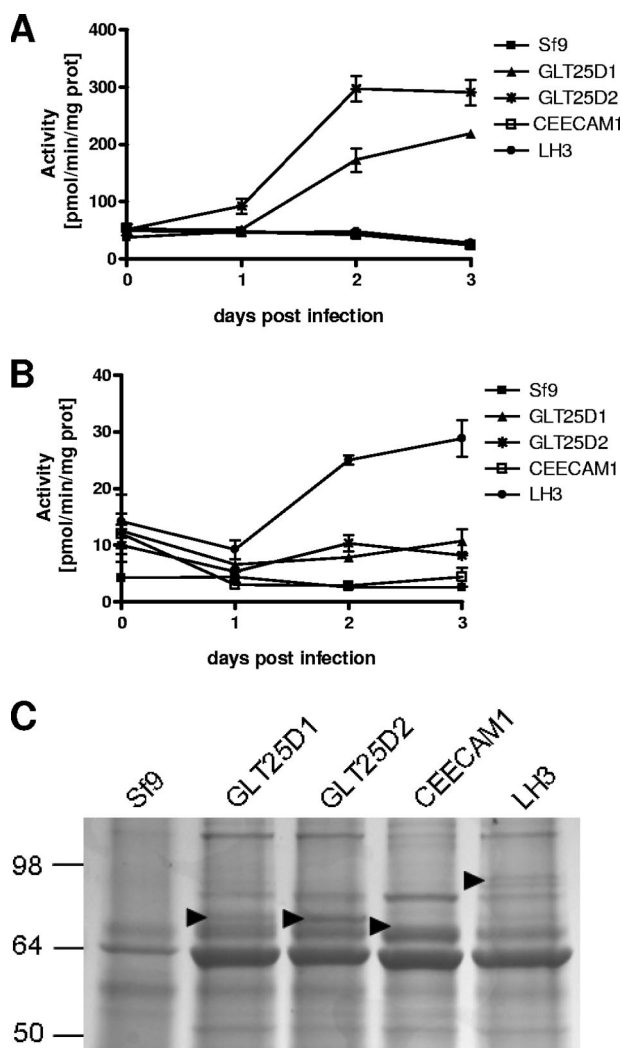 A
Activity
[pmol/min/mg prot]
400
300
200
100
0
0 1 2 3
days post infection
Sf9
GLT25D1
GLT25D2
CEECAM1
LH3
B
Activity
[pmol/min/mg prot]
40
30
20
10
0
0 1 2 3
days post infection
Sf9
GLT25D1
GLT25D2
CEECAM1
LH3
C
Sf9 GLT25D1 GLT25D2 CEECAM1 LH3
98
64
50